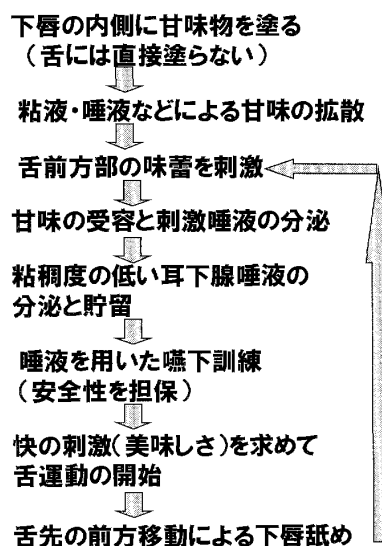 下唇の内側に甘味物を塗る
（舌には直接塗らない）
粘液・唾液などによる甘味の拡散
舌前方部の味蕾を刺激
甘味の受容と刺激唾液の分泌
粘稠度の低い耳下腺唾液の
分泌と貯留
唾液を用いた嚥下訓練
（安全性を担保）
快の刺激（美味しさ）を求めて
舌運動の開始
舌先の前方移動による下唇舐め